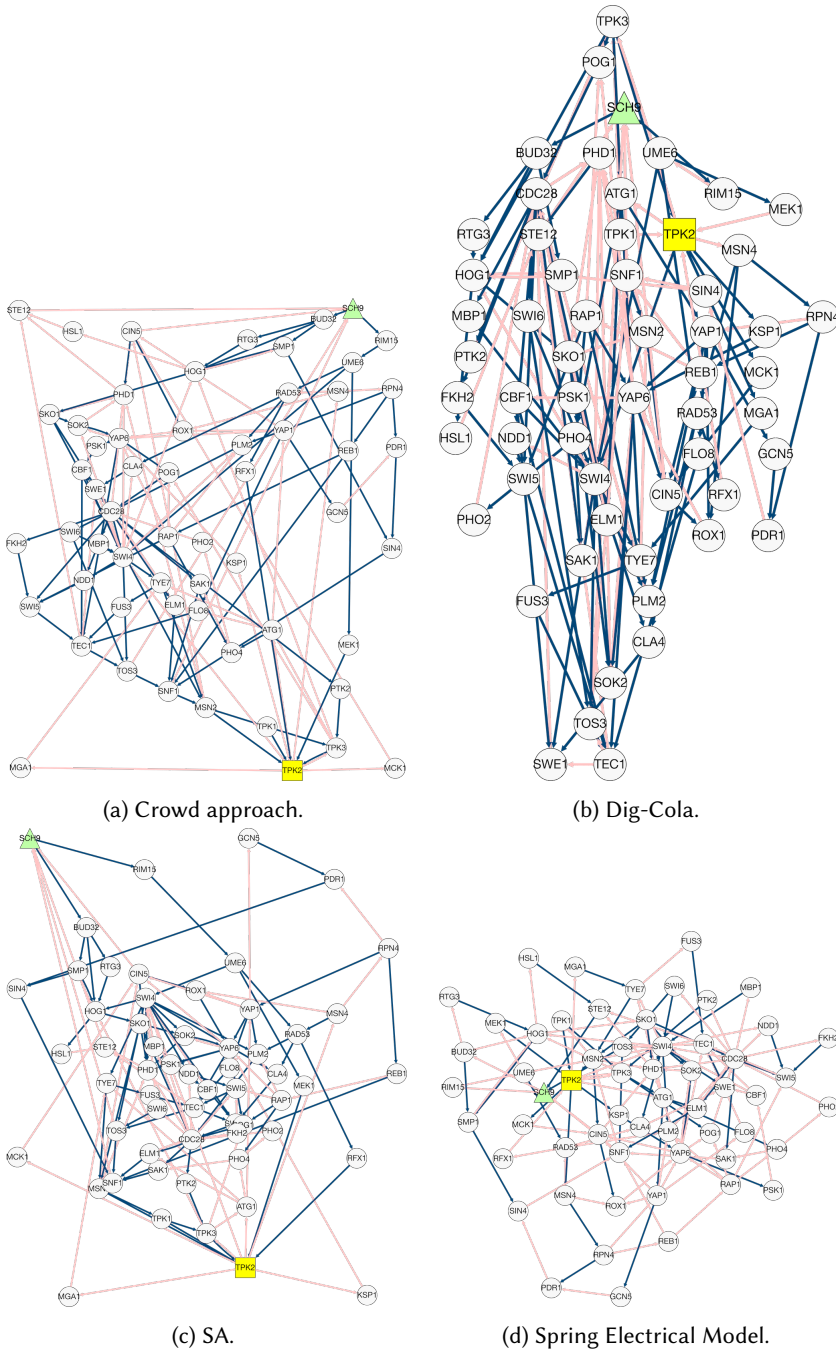 TPK3
POG1
SCH9
BUD32
PHD1
UME6
CDC28
ATG1
RIM15
MEK1
RTG3
STE12
TPK1
TPK2
MSN4
HOG1
SMP1
SNF1
SIN4
MBP1
SWI6
RAP1
MSN2
YAP1
KSP1
RPN4
PTK2
SKO1
REB1
MCK1
FKH2
CBF1
PSK1
YAP6
RAD53
MGA1
HSL1
NDD1
PHO4
FLO8
GCN5
SWI5
SWI4
CIN5
RFX1
PHO2
ELM1
ROX1
PDR1
SAK1
TYE7
FUS3
PLM2
CLA4
SOK2
TOS3
SWE1
TEC1
(b) Dig-Cola.
STE12
SCH9
HSL1
CIN5
BUD32
RTG3
SMP1
RIM15
HOG1
UME6
PHD1
RAD53
MSN4
RPN4
SKO1
SOK2
ROX1
YAP6
YAP1
PSK1
PLM2
REB1
PDR1
CBF1
CLA4
POG1
RFX1
SWE1
CDC28
GCN5
SWI6
FKH2
MBP1
RAP1
PHO2
SIN4
SWI4
KSP1
NDD1
TYE7
SAK1
SWI5
FUS3
ELM1
FLO8
ATG1
TEC1
PHO4
MEK1
TOS3
SNF1
PTK2
MSN2
TPK1
TPK3
MGA1
TPK2
MCK1
(a) Crowd approach.
SCH9
GCN5
RIM15
PDR1
BUD32
RPN4
SMP1
RTG3
CIN5
UME6
SIN4
SWI4
ROX1
HOG1
YAP1
MSN4
SKO1
SOK2
RAD53
HSL1
STE12
MBP1
YAP6
PLM2
PHD1
PSK1
FLO8
NDD1
CLA4
REB1
TYE7
FUS3
CBF1
SWI5
MEK1
SWI6
TEC1
RAP1
TOS3
CDC28
FKH2
PHO2
MCK1
ELM1
PHO4
RFX1
SAK1
SNF1
PTK2
ATG1
TPK1
TPK3
TPK2
MGA1
KSP1
(c) SA.
FUS3
HSL1
MGA1
RTG3
TYE7
SWI6
MBP1
STE12
PTK2
MEK1
TPK1
SKO1
NDD1
HOG1
FKH2
BUD32
TOS3
SWI4
TEC1
MSN2
CDC28
UME6
PHD1
SOK2
RIM15
TPK2
TPK3
SWE1
SWI5
SCH9
ATG1
CBF1
SMP1
MCK1
KSP1
ELM1
CLA4
CIN5
PLM2
POG1
FLO8
RFX1
RAD53
SNF1
YAP6
SAK1
PHO4
RAP1
PSK1
MSN4
YAP1
SIN4
ROX1
REB1
RPN4
PDR1
GCN5
(d) Spring Electrical Model.